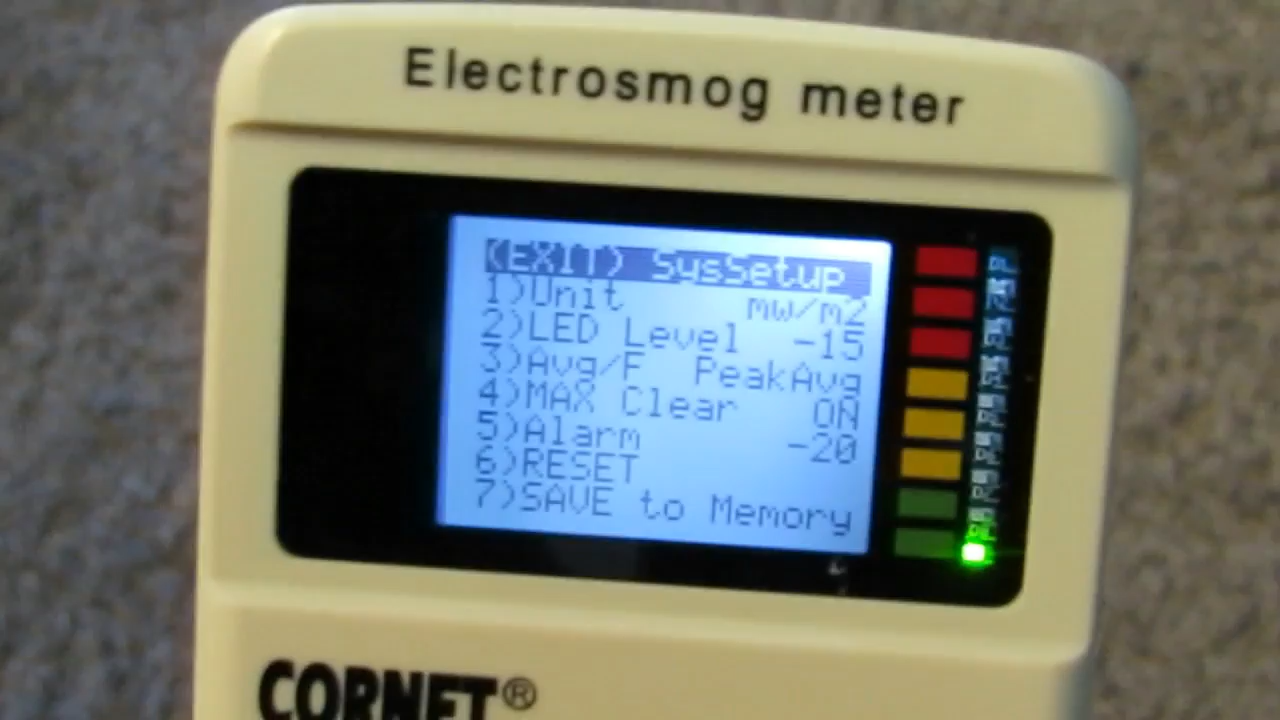 Electrosmog meter
(EXIT) SysSetup
1)Unit mw/m2
2)LED Level -15
3)Avg/F PeakAvg
4)MAX Clear ON
5)Alarm -20
6)RESET
7)SAVE to Memory
CORNET®